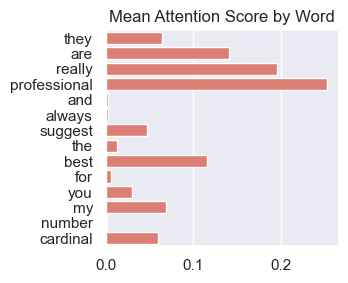 Mean Attention Score by Word
they
are
really
professional
and
always
suggest
the
best
for
you
my
number
cardinal
0.0 0.1 0.2